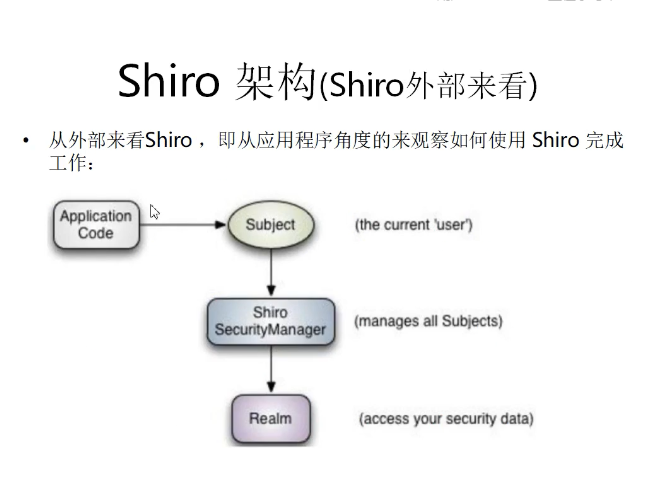 Shiro 架构(Shiro外部来看)
• 从外部来看Shiro ，即从应用程序角度的来观察如何使用 Shiro 完成
工作：
Application
Code
Subject
(the current 'user')
Shiro
SecurityManager
(manages all Subjects)
Realm
(access your security data)